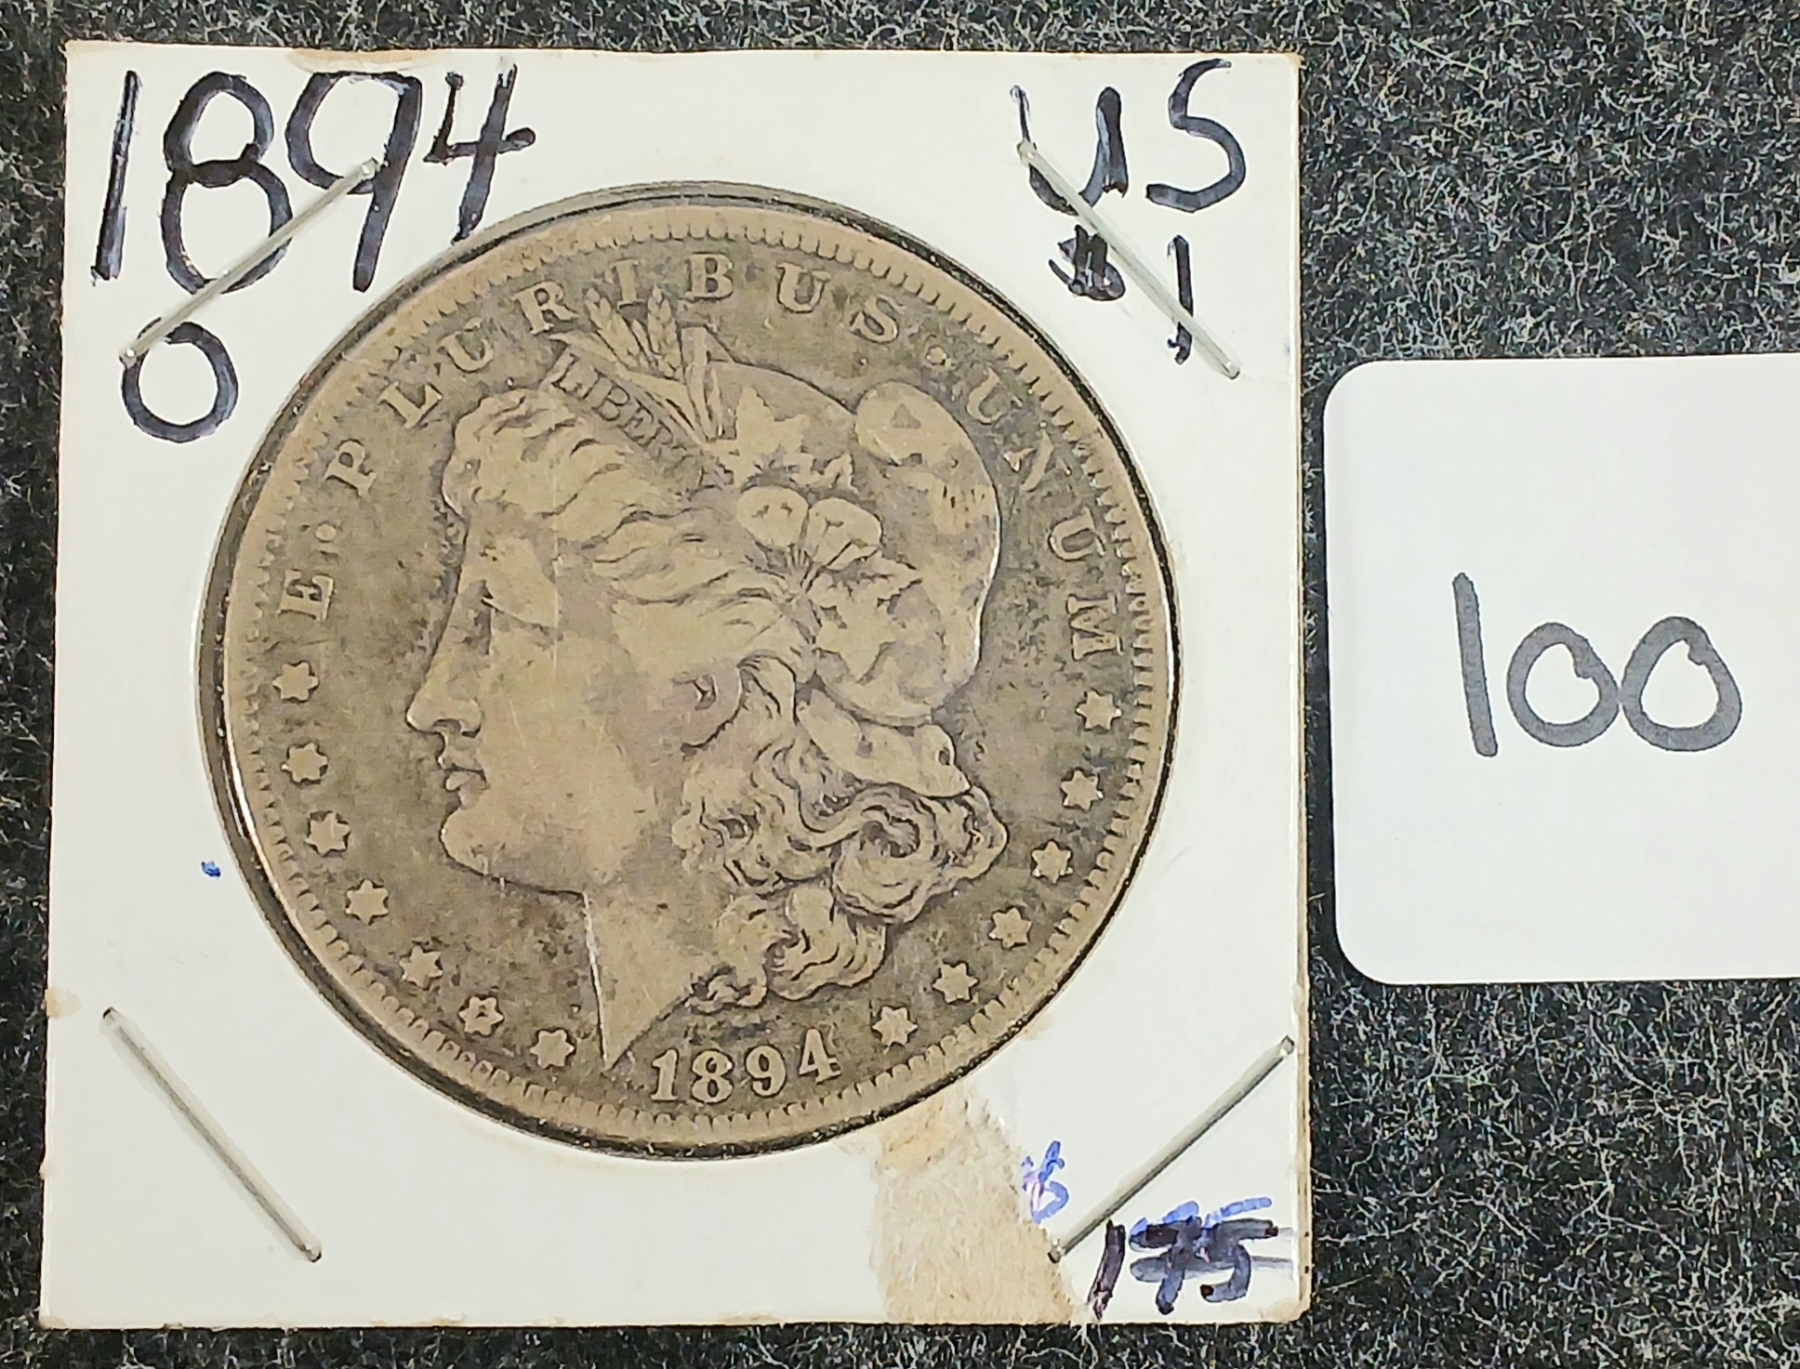 1894
O
US
$1
E · PLURIBUS · UNUM
LIBERTY
1894
100
175